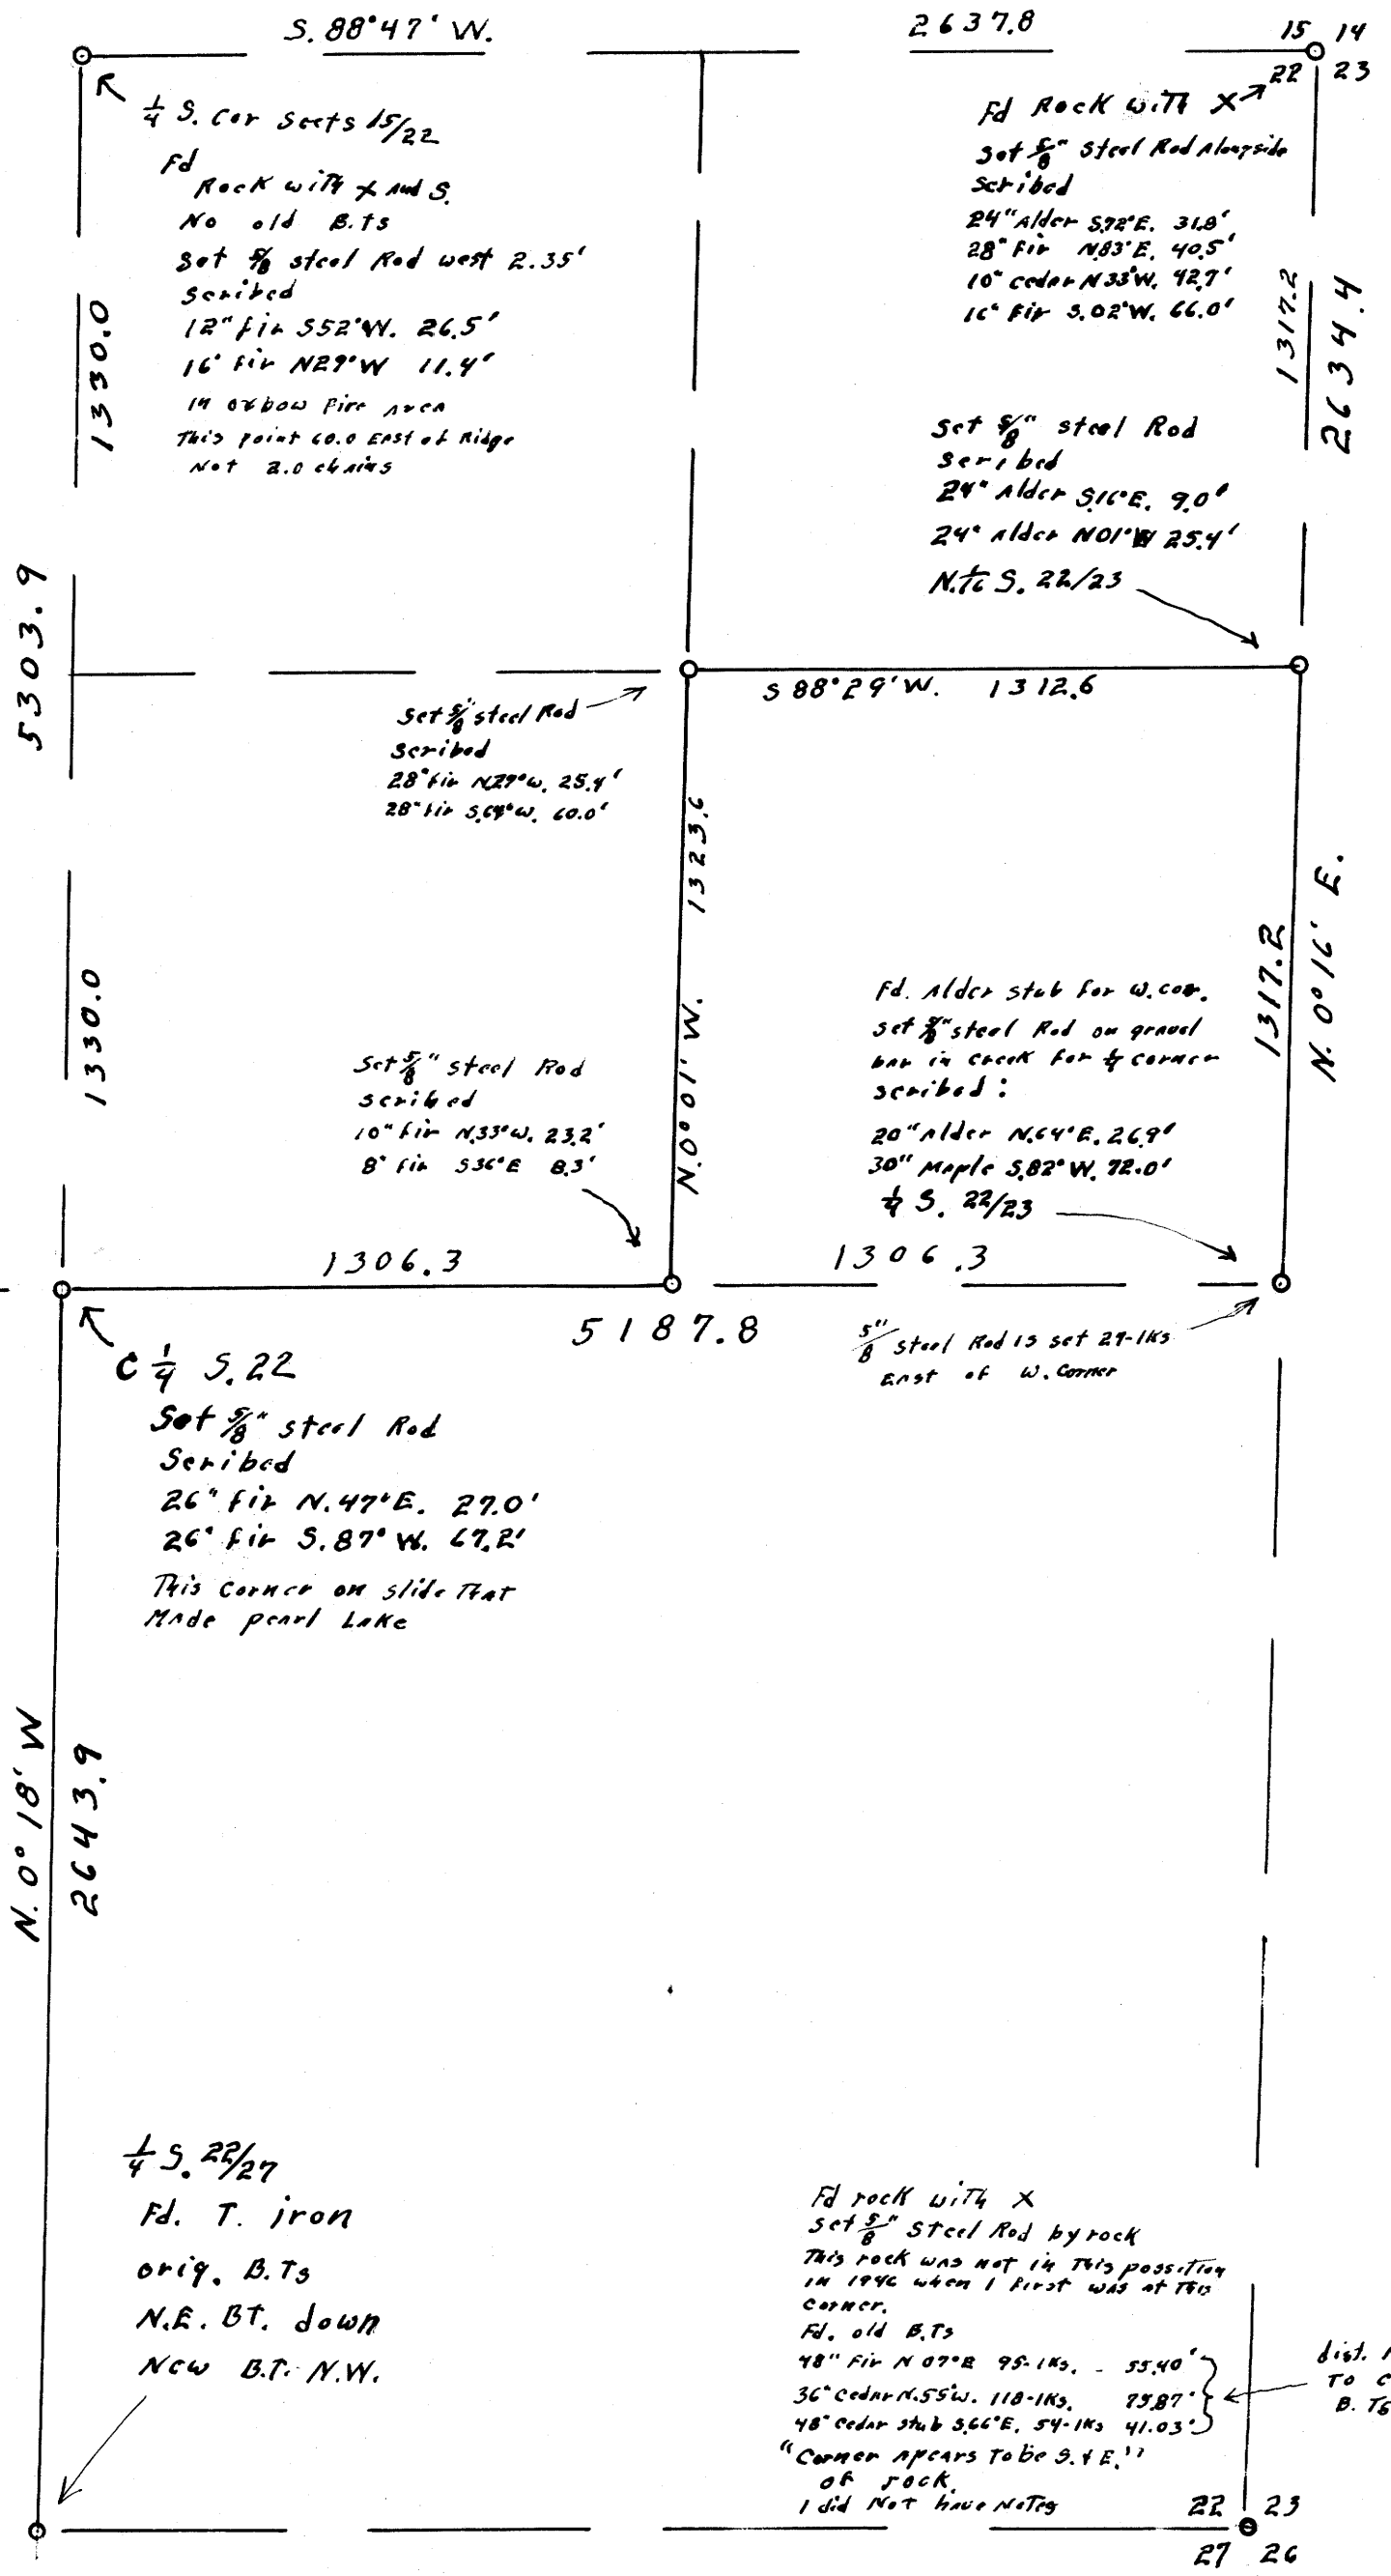 S. 88°47' W.
2637.8
15 14
22 23
1/4 S. Cor Sects 15/22
Fd
Rock with X And S.
No old B.Ts
Set 5/8 steel Rod west 2.35'
Scribed
12" fir S52°W. 26.5'
16" fir N29°W 11.4'
in oxbow Fire Area
This point 60.0 East of Ridge
Not 2.0 chains
Fd Rock with X
Set 5/8" Steel Rod Alongside
Scribed
24" Alder S72°E. 31.8'
28" Fir N83°E. 40.5'
10" cedar N33°W. 42.7'
16" Fir S.02°W. 66.0'
1330.0
1317.2
2634.4
Set 5/8" steel Rod
Scribed
24" Alder S.16°E. 9.0'
24" Alder N01° 25.4'
N.1/16 S. 22/23
5303.9
S 88°29' W. 1312.6
Set 5/8" steel Rod
Scribed
28" fir N.29°W. 25.4'
28" fir S.64°W. 60.0'
1323.6
N.0°01' W.
1330.0
1317.2
N. 0°16' E.
Fd. Alder stub for W. cor.
Set 5/8" steel Rod on gravel
bar in creek for 1/4 corner
scribed:
20" Alder N.64°E. 26.9'
30" Maple S.82°W. 72.0'
1/4 S. 22/23
Set 5/8" steel Rod
scribed
10" fir N.33°W. 23.2'
8" fir S36°E 8.3'
1306.3
1306.3
5187.8
5/8" Steel Rod is set 29-lks
East of W. Corner
C 1/4 S.22
Set 5/8" steel Rod
Scribed
26" fir N.47°E. 27.0'
26" fir S.87°W. 67.2'
This Corner on slide That
Made pearl Lake
N. 0° 18' W
2643.9
1/4 S. 22/27
Fd. T. iron
orig. B.Ts
N.E. BT. down
New B.T. N.W.
Fd rock with X
Set 5/8" Steel Rod by rock
This rock was not in This possition
in 1946 when I first was at This
corner.
Fd. old B.Ts
48" Fir N 07°E 95-lks. - 55.40'
36" Cedar N.55°W. 118-lks. 75.87'
48" Cedar stub S.66°E. 54-lks 41.03'
"Corner apears To be S.&E."
of rock.
I did Not have Notes
dist.
To
B. Ts
22 23
27 26